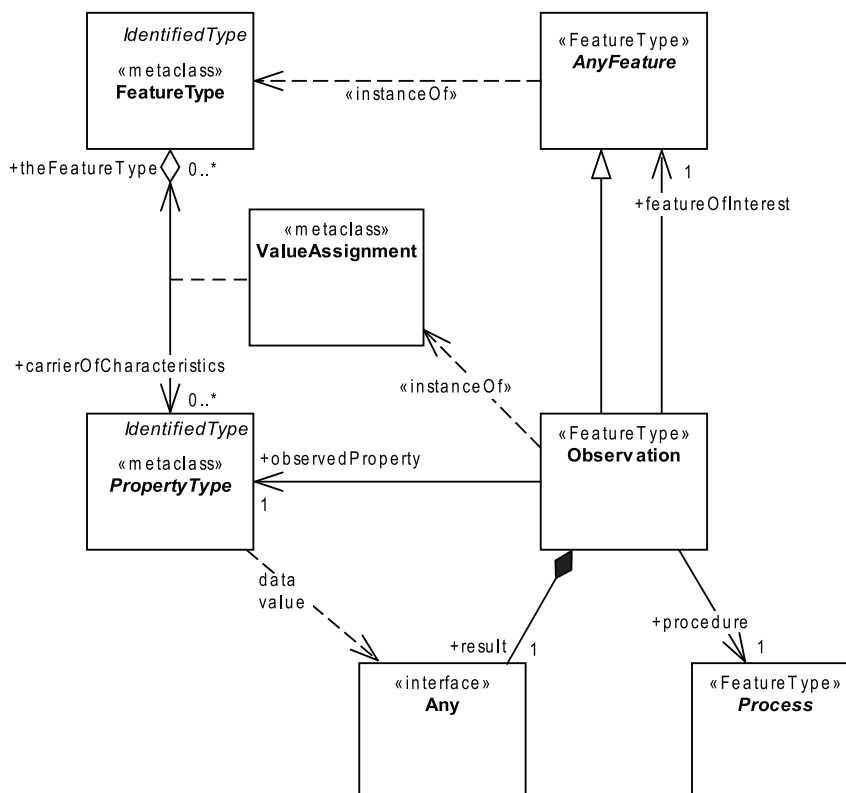 IdentifiedType
«metaclass»
FeatureType
«FeatureType»
AnyFeature
«instanceOf»
+theFeatureType
0..*
1
+featureOfInterest
«metaclass»
ValueAssignment
+carrierOfCharacteristics
0..*
«instanceOf»
IdentifiedType
«metaclass»
PropertyType
+observedProperty
1
«FeatureType»
Observation
data
value
+result
1
+procedure
1
«interface»
Any
«FeatureType»
Process